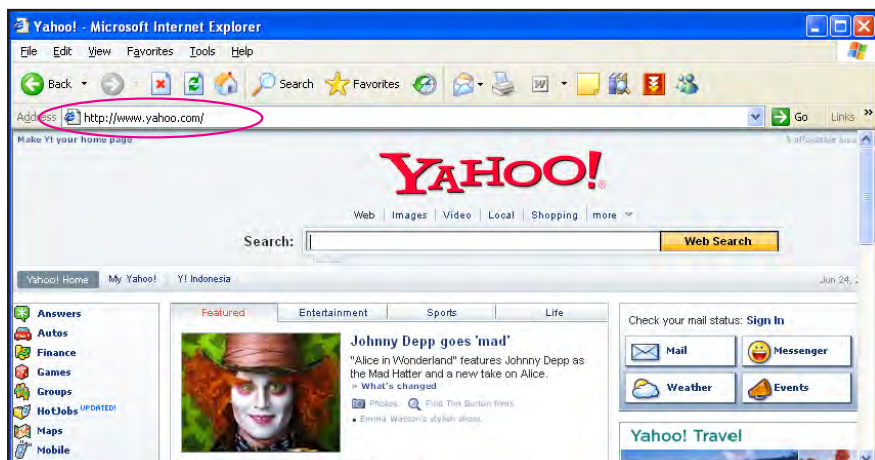 Yahoo! - Microsoft Internet Explorer
File Edit View Favorites Tools Help
Back Search Favorites
Address http://www.yahoo.com/ Go Links »
Make Y! your home page 5 affordable
YAHOO!
Web Images Video Local Shopping more
Search: Web Search
Yahoo! Home My Yahoo! Y! Indonesia Jun 24,
Answers
Autos
Finance
Games
Groups
HotJobs UPDATED!
Maps
Mobile
Featured Entertainment Sports Life
Johnny Depp goes 'mad'
"Alice in Wonderland" features Johnny Depp as
the Mad Hatter and a new take on Alice.
» What's changed
Photos Find Tim Burton films
• Emma Watson's stylish shoot
Check your mail status: Sign In
Mail Messenger
Weather Events
Yahoo! Travel